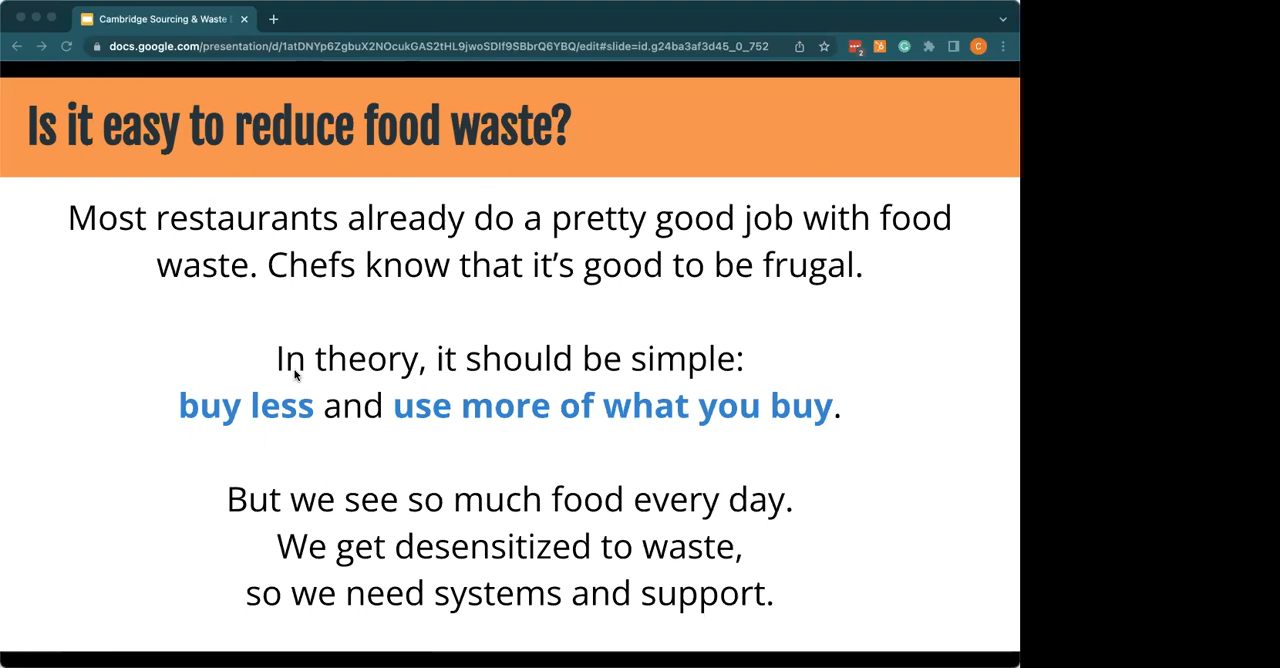 Cambridge Sourcing & Waste
docs.google.com/presentation/d/1atDNYp6ZgbuX2NOcukGAS2tHL9jwoSDIf9SBbrQ6YBQ/edit#slide=id.g24ba3af3d45_0_752
2
C
Is it easy to reduce food waste?
Most restaurants already do a pretty good job with food
waste. Chefs know that it’s good to be frugal.
In theory, it should be simple:
buy less and use more of what you buy.
But we see so much food every day.
We get desensitized to waste,
so we need systems and support.